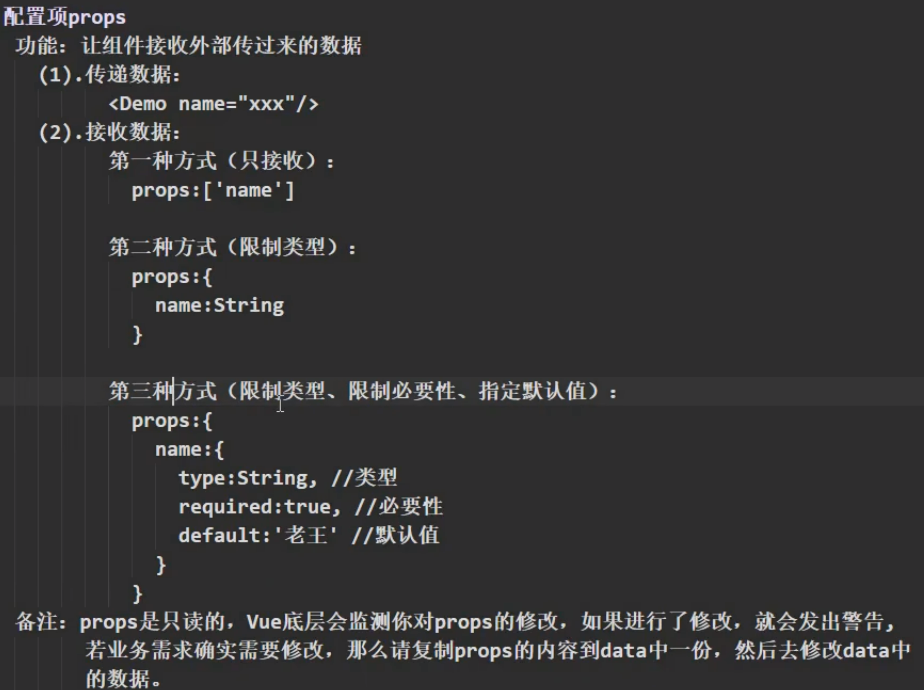 配置项props
功能：让组件接收外部传过来的数据
(1).传递数据：
<Demo name="xxx"/>
(2).接收数据：
第一种方式（只接收）：
props:['name']
第二种方式（限制类型）：
props:{
name:String
}
第三种方式（限制类型、限制必要性、指定默认值）：
props:{
name:{
type:String, //类型
required:true, //必要性
default:'老王' //默认值
}
}
备注：props是只读的，Vue底层会监测你对props的修改，如果进行了修改，就会发出警告，
若业务需求确实需要修改，那么请复制props的内容到data中一份，然后去修改data中
的数据。